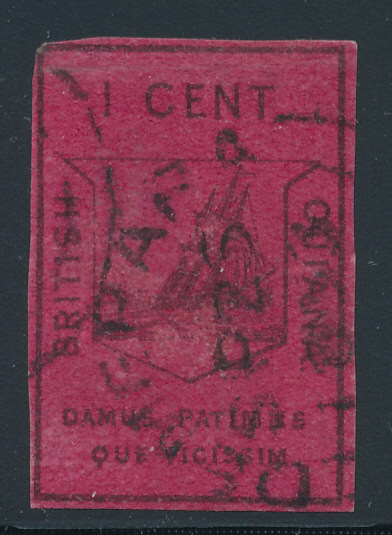 1 CENT
BRITISH
GUIANA
DAMUS PATIMUS
QUE VICISSIM